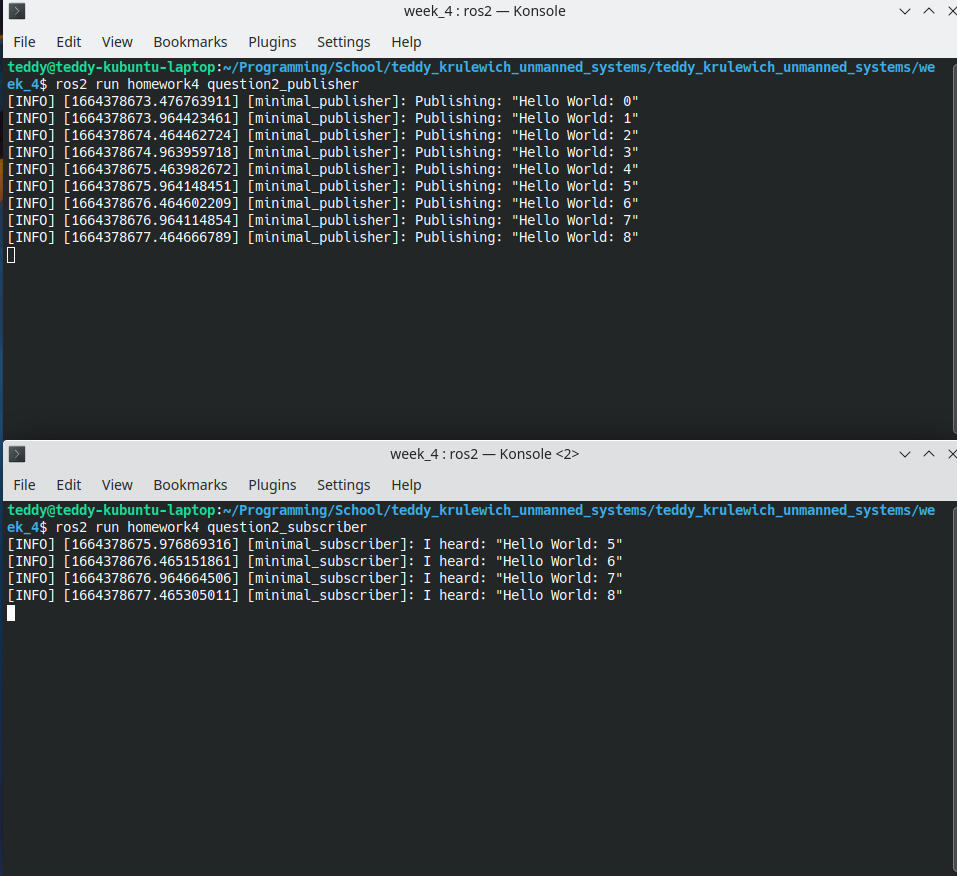 week_4 : ros2 — Konsole
File Edit View Bookmarks Plugins Settings Help
teddy@teddy-kubuntu-laptop:~/Programming/School/teddy_krulewich_unmanned_systems/teddy_krulewich_unmanned_systems/we
ek_4$ ros2 run homework4 question2_publisher
[INFO] [1664378673.476763911] [minimal_publisher]: Publishing: "Hello World: 0"
[INFO] [1664378673.964423461] [minimal_publisher]: Publishing: "Hello World: 1"
[INFO] [1664378674.464462724] [minimal_publisher]: Publishing: "Hello World: 2"
[INFO] [1664378674.963959718] [minimal_publisher]: Publishing: "Hello World: 3"
[INFO] [1664378675.463982672] [minimal_publisher]: Publishing: "Hello World: 4"
[INFO] [1664378675.964148451] [minimal_publisher]: Publishing: "Hello World: 5"
[INFO] [1664378676.464602209] [minimal_publisher]: Publishing: "Hello World: 6"
[INFO] [1664378676.964114854] [minimal_publisher]: Publishing: "Hello World: 7"
[INFO] [1664378677.464666789] [minimal_publisher]: Publishing: "Hello World: 8"
week_4 : ros2 — Konsole <2>
File Edit View Bookmarks Plugins Settings Help
teddy@teddy-kubuntu-laptop:~/Programming/School/teddy_krulewich_unmanned_systems/teddy_krulewich_unmanned_systems/we
ek_4$ ros2 run homework4 question2_subscriber
[INFO] [1664378675.976869316] [minimal_subscriber]: I heard: "Hello World: 5"
[INFO] [1664378676.465151861] [minimal_subscriber]: I heard: "Hello World: 6"
[INFO] [1664378676.964664506] [minimal_subscriber]: I heard: "Hello World: 7"
[INFO] [1664378677.465305011] [minimal_subscriber]: I heard: "Hello World: 8"